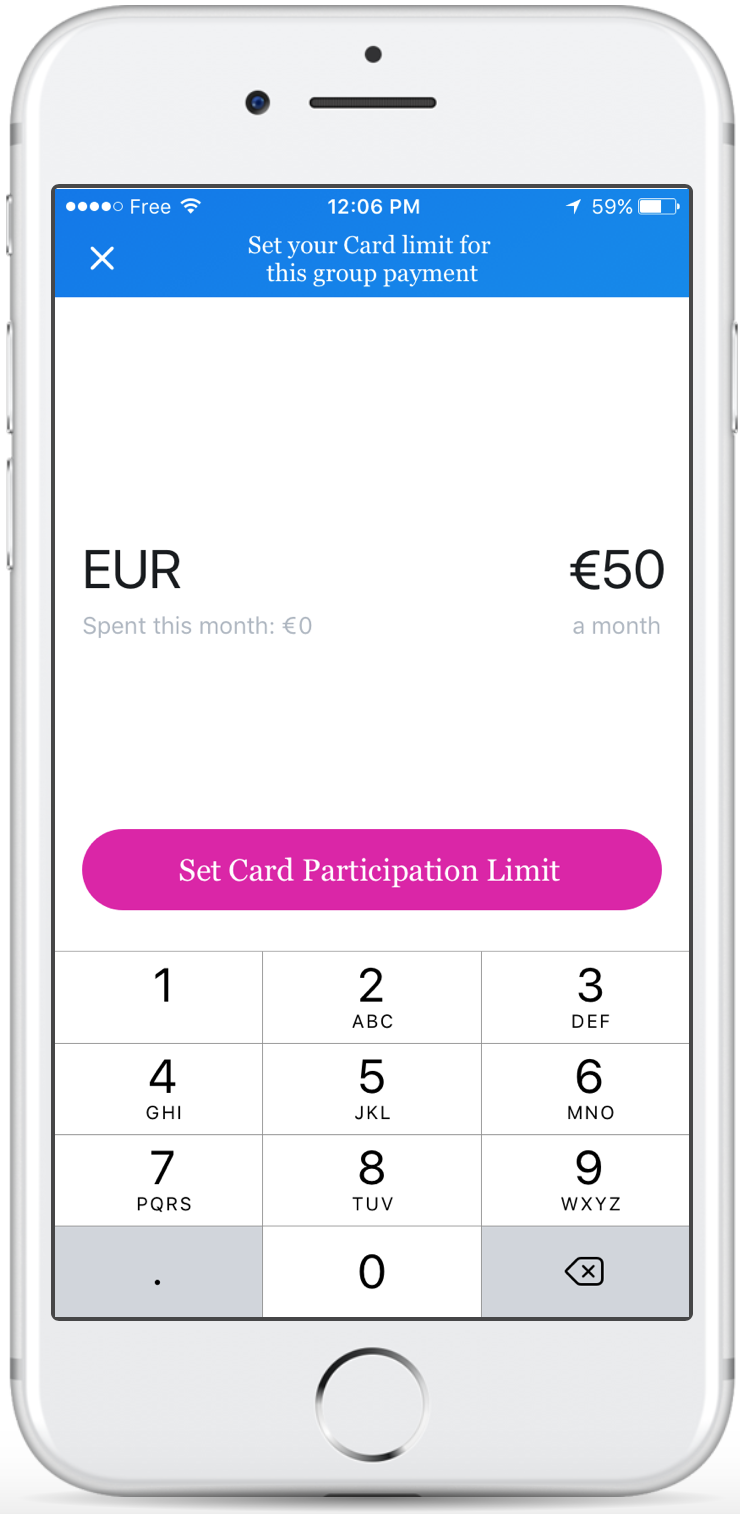 Free 12:06 PM 59%
Set your Card limit for
this group payment
EUR €50
Spent this month: €0 a month
Set Card Participation Limit
1 2 3
ABC DEF
4 5 6
GHI JKL MNO
7 8 9
PQRS TUV WXYZ
. 0